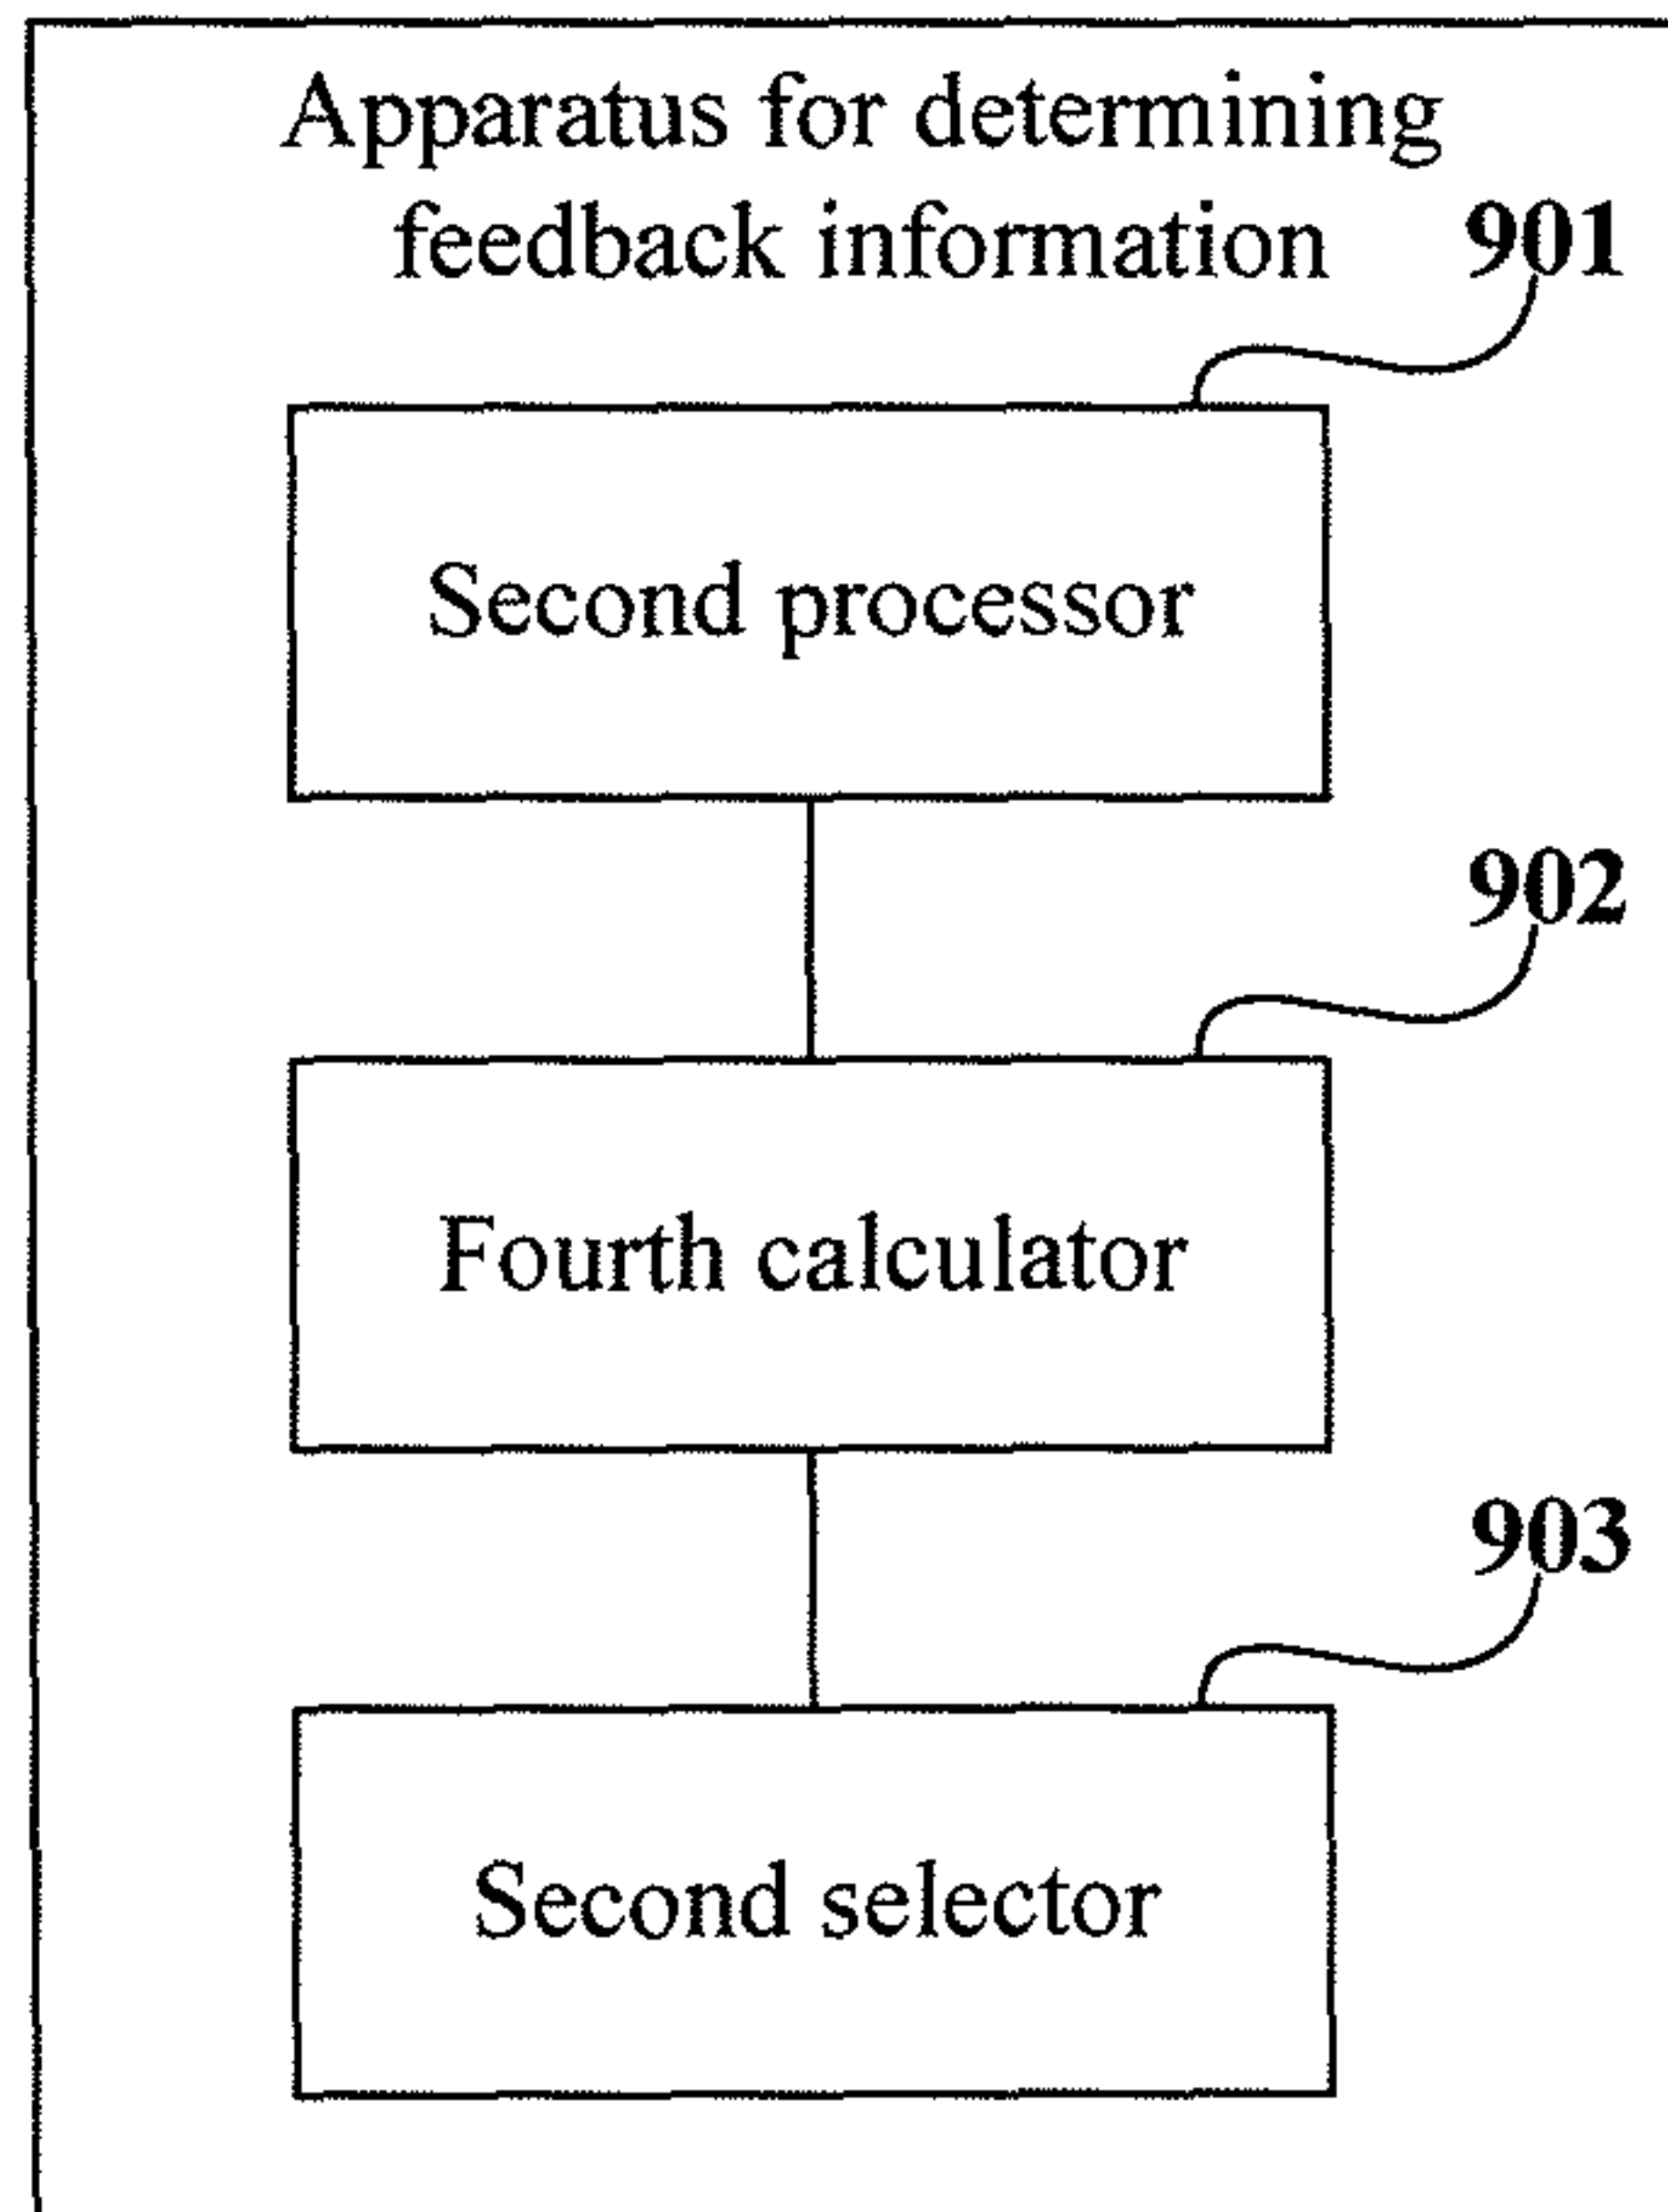 Apparatus for determining
feedback information 901
Second processor
902
Fourth calculator
903
Second selector